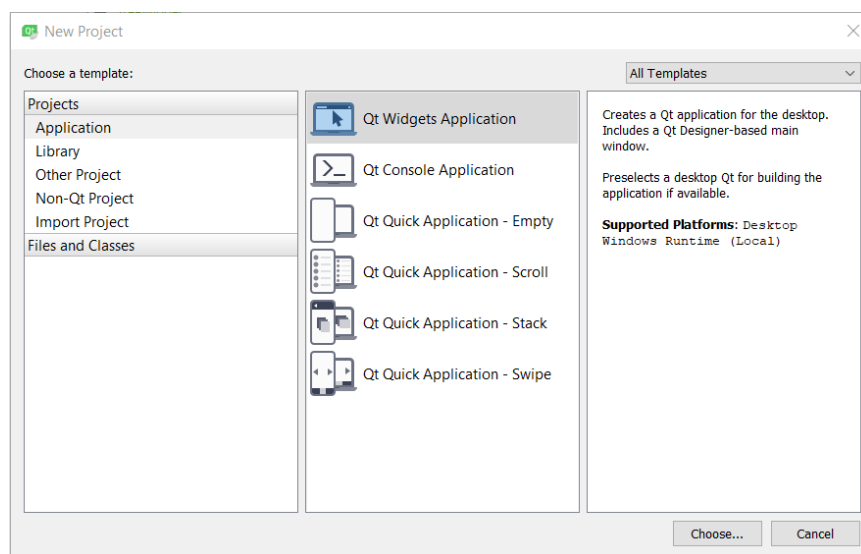 New Project
Choose a template:
All Templates
Projects
Application
Library
Other Project
Non-Qt Project
Import Project
Files and Classes
Qt Widgets Application
Qt Console Application
Qt Quick Application - Empty
Qt Quick Application - Scroll
Qt Quick Application - Stack
Qt Quick Application - Swipe
Creates a Qt application for the desktop.
Includes a Qt Designer-based main
window.
Preselects a desktop Qt for building the
application if available.
Supported Platforms: Desktop
Windows Runtime (Local)
Choose...
Cancel